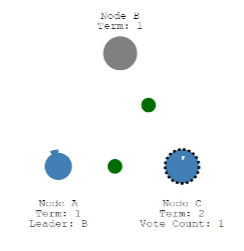 Node B
Term: 1
Node A
Term: 1
Leader: B
Node C
Term: 2
Vote Count: 1